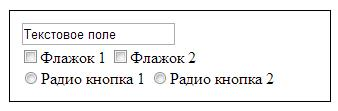 Текстовое поле
Флажок 1 Флажок 2
Радио кнопка 1 Радио кнопка 2